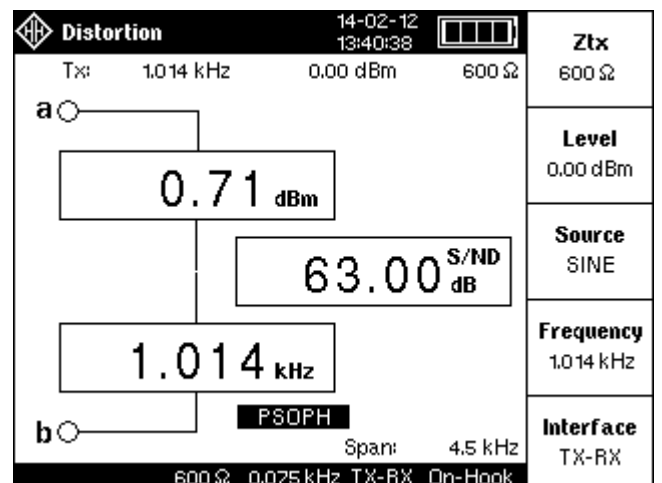 Distortion
14-02-12
13:40:38
Tx: 1.014 kHz 0.00 dBm 600 Ω
a
0.71 dBm
63.00 S/ND dB
1.014 kHz
PSOPH
b
Span: 4.5 kHz
600 Ω 0.075 kHz TX-RX On-Hook
Ztx
600 Ω
Level
0.00 dBm
Source
SINE
Frequency
1.014 kHz
Interface
TX-RX